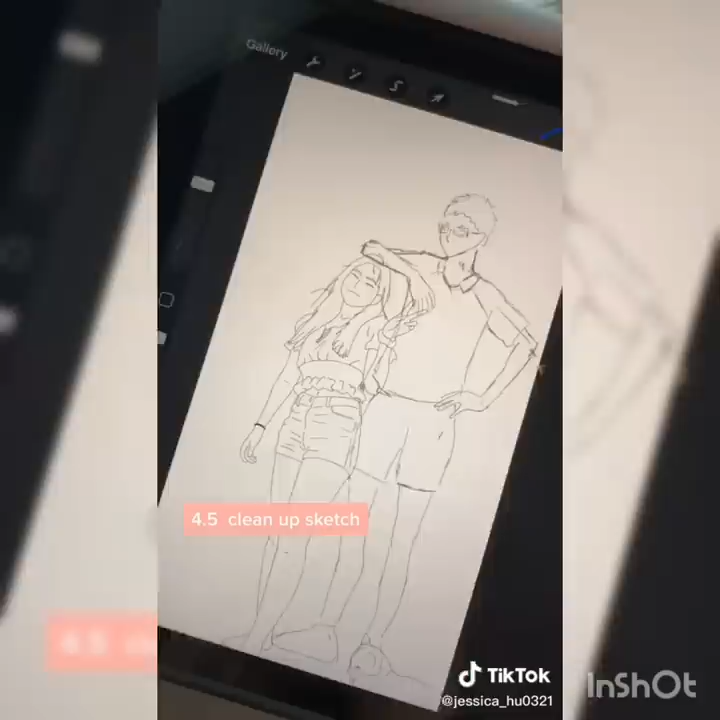 Gallery
4.5 clean up sketch
TikTok
@jessica_hu0321
InShOt